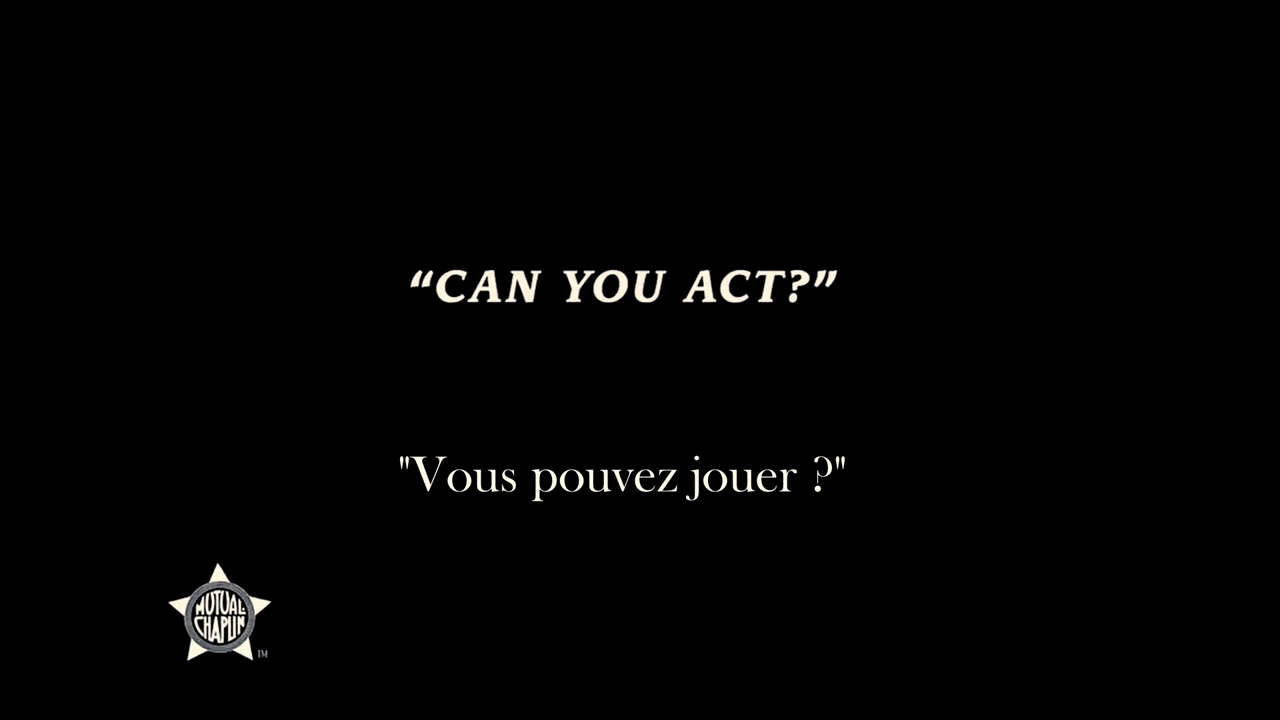 “CAN YOU ACT?”
"Vous pouvez jouer ?"
MUTUAL-
CHAPLIN
TM